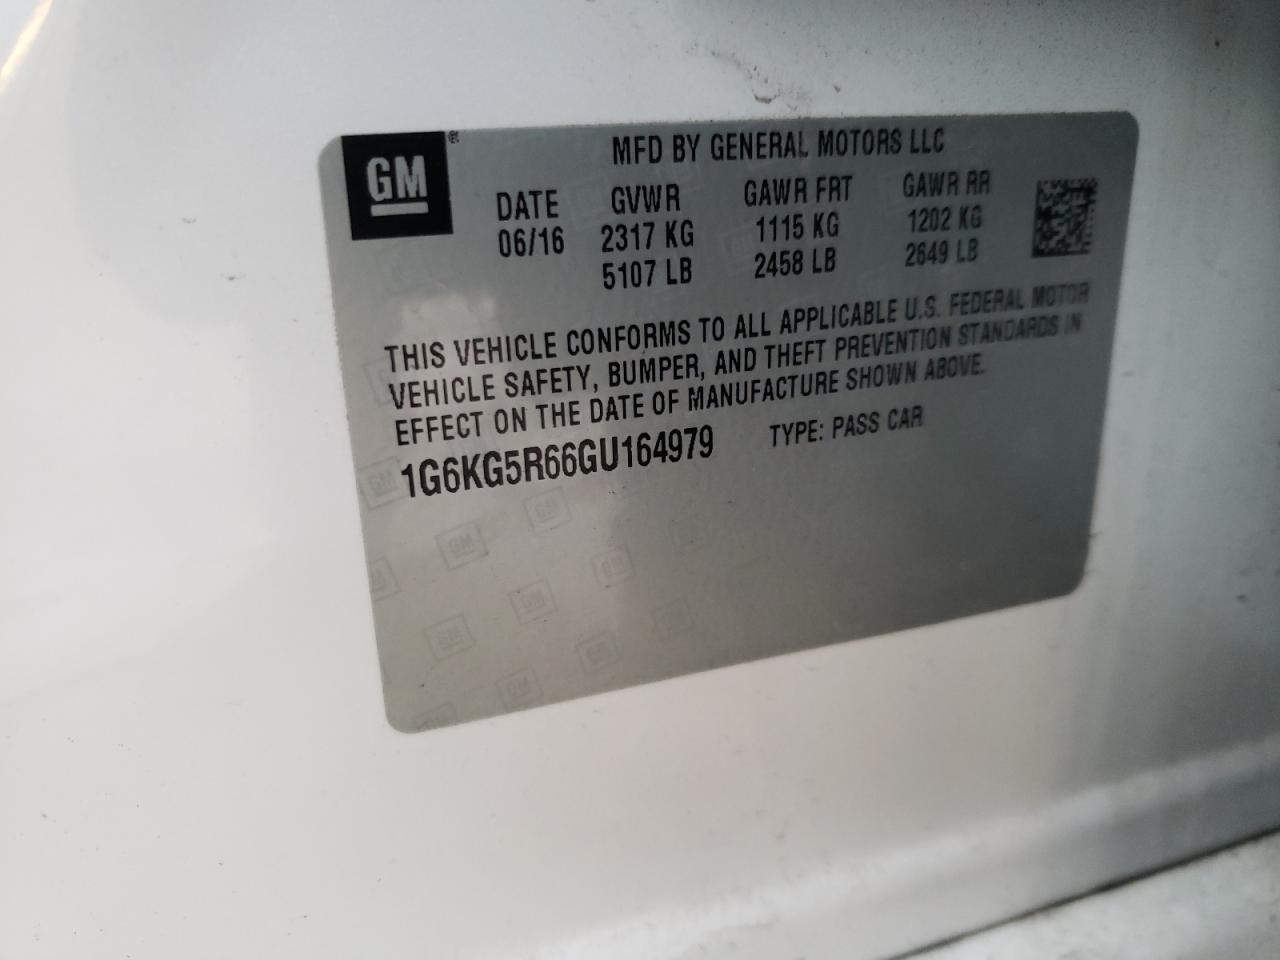 GM®
MFD BY GENERAL MOTORS LLC
DATE GVWR GAWR FRT GAWR RR
06/16 2317 KG 1115 KG 1202 KG
5107 LB 2458 LB 2649 LB
THIS VEHICLE CONFORMS TO ALL APPLICABLE U.S. FEDERAL MOTOR
VEHICLE SAFETY, BUMPER, AND THEFT PREVENTION STANDARDS IN
EFFECT ON THE DATE OF MANUFACTURE SHOWN ABOVE.
1G6KG5R66GU164979 TYPE: PASS CAR